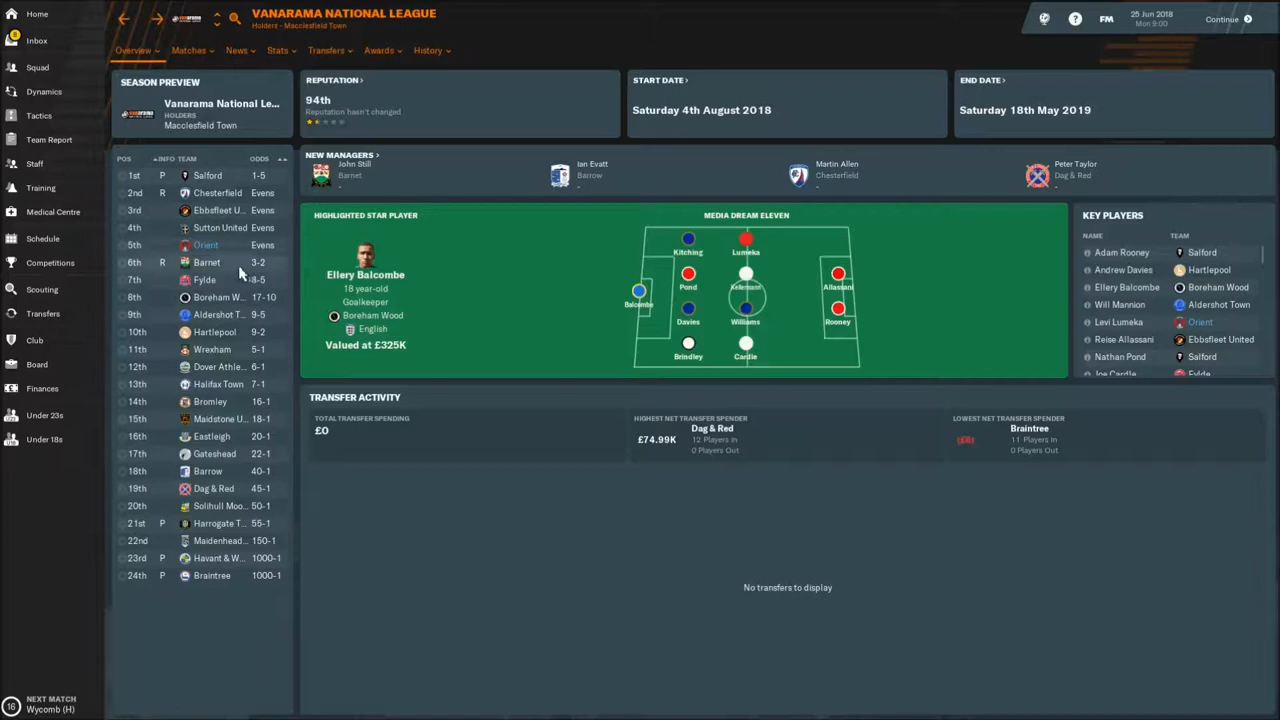 Home
Inbox
8
Squad
Dynamics
Tactics
Team Report
Staff
Training
Medical Centre
Schedule
Competitions
Scouting
Transfers
Club
Board
Finances
Under 23s
Under 18s
NEXT MATCH
16 Wycomb (H)
VANARAMA NATIONAL LEAGUE
Holders - Macclesfield Town
FM
25 Jun 2018
Mon 9:00
Continue
Overview Matches News Stats Transfers Awards History
SEASON PREVIEW
Vanarama National Le...
HOLDERS
Macclesfield Town
REPUTATION
94th
Reputation hasn't changed
START DATE
Saturday 4th August 2018
END DATE
Saturday 18th May 2019
POS INFO TEAM ODDS
1st P Salford 1-5
2nd R Chesterfield Evens
3rd Ebbsfleet U... Evens
4th Sutton United Evens
5th Orient Evens
6th R Barnet 3-2
7th Fylde 8-5
8th Boreham W... 17-10
9th Aldershot T... 9-5
10th Hartlepool 9-2
11th Wrexham 5-1
12th Dover Athle... 6-1
13th Halifax Town 7-1
14th Bromley 16-1
15th Maidstone U... 18-1
16th Eastleigh 20-1
17th Gateshead 22-1
18th Barrow 40-1
19th Dag & Red 45-1
20th Solihull Moo... 50-1
21st P Harrogate T... 55-1
22nd Maidenhead... 150-1
23rd P Havant & W... 1000-1
24th P Braintree 1000-1
NEW MANAGERS
John Still
Barnet
-
Ian Evatt
Barrow
-
Martin Allen
Chesterfield
-
Peter Taylor
Dag & Red
-
HIGHLIGHTED STAR PLAYER
Ellery Balcombe
18 year-old
Goalkeeper
Boreham Wood
English
Valued at £325K
MEDIA DREAM ELEVEN
Kitching
Lumeka
Pond
Kellermann
Allassani
Balcombe
Davies
Williams
Rooney
Brindley
Cardle
KEY PLAYERS
NAME TEAM
Adam Rooney Salford
Andrew Davies Hartlepool
Ellery Balcombe Boreham Wood
Will Mannion Aldershot Town
Levi Lumeka Orient
Reise Allassani Ebbsfleet United
Nathan Pond Salford
Joe Cardle Fylde
TRANSFER ACTIVITY
TOTAL TRANSFER SPENDING
£0
HIGHEST NET TRANSFER SPENDER
£74.99K
Dag & Red
12 Players In
0 Players Out
LOWEST NET TRANSFER SPENDER
Braintree
11 Players In
0 Players Out
No transfers to display